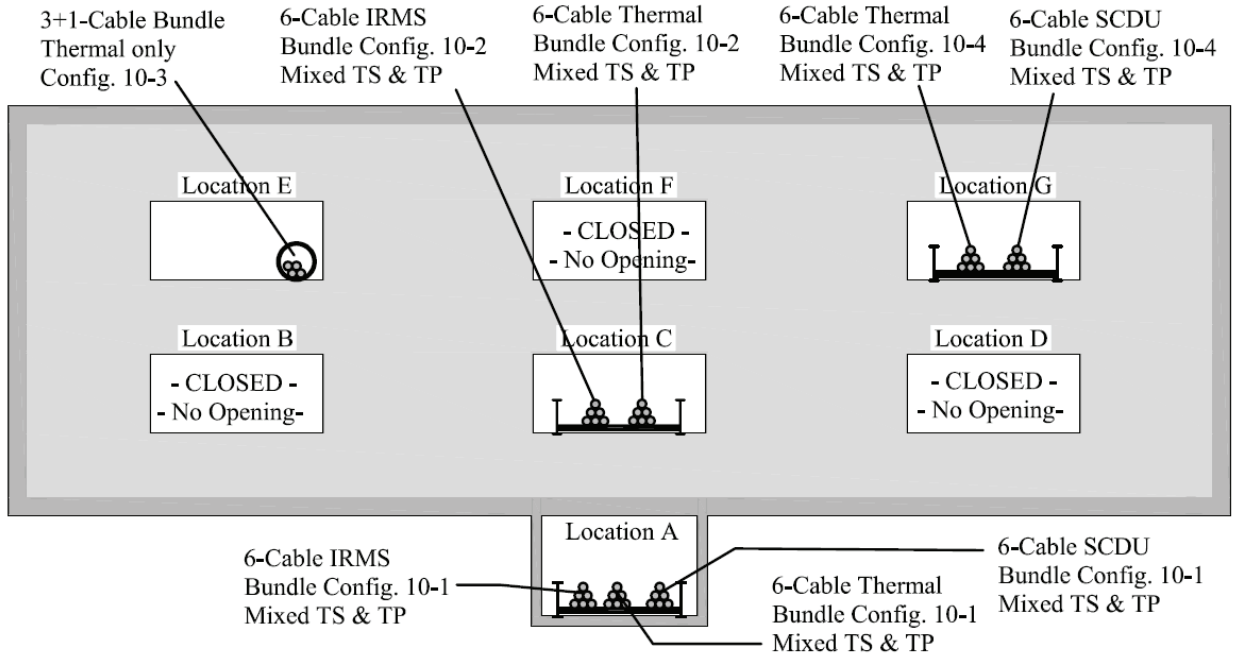 3+1-Cable Bundle
Thermal only
Config. 10-3
6-Cable IRMS
Bundle Config. 10-2
Mixed TS & TP
6-Cable Thermal
Bundle Config. 10-2
Mixed TS & TP
6-Cable Thermal
Bundle Config. 10-4
Mixed TS & TP
6-Cable SCDU
Bundle Config. 10-4
Mixed TS & TP
Location E
Location F
- CLOSED -
- No Opening-
Location G
Location B
- CLOSED -
- No Opening-
Location C
Location D
- CLOSED -
- No Opening-
Location A
6-Cable IRMS
Bundle Config. 10-1
Mixed TS & TP
6-Cable Thermal
Bundle Config. 10-1
Mixed TS & TP
6-Cable SCDU
Bundle Config. 10-1
Mixed TS & TP